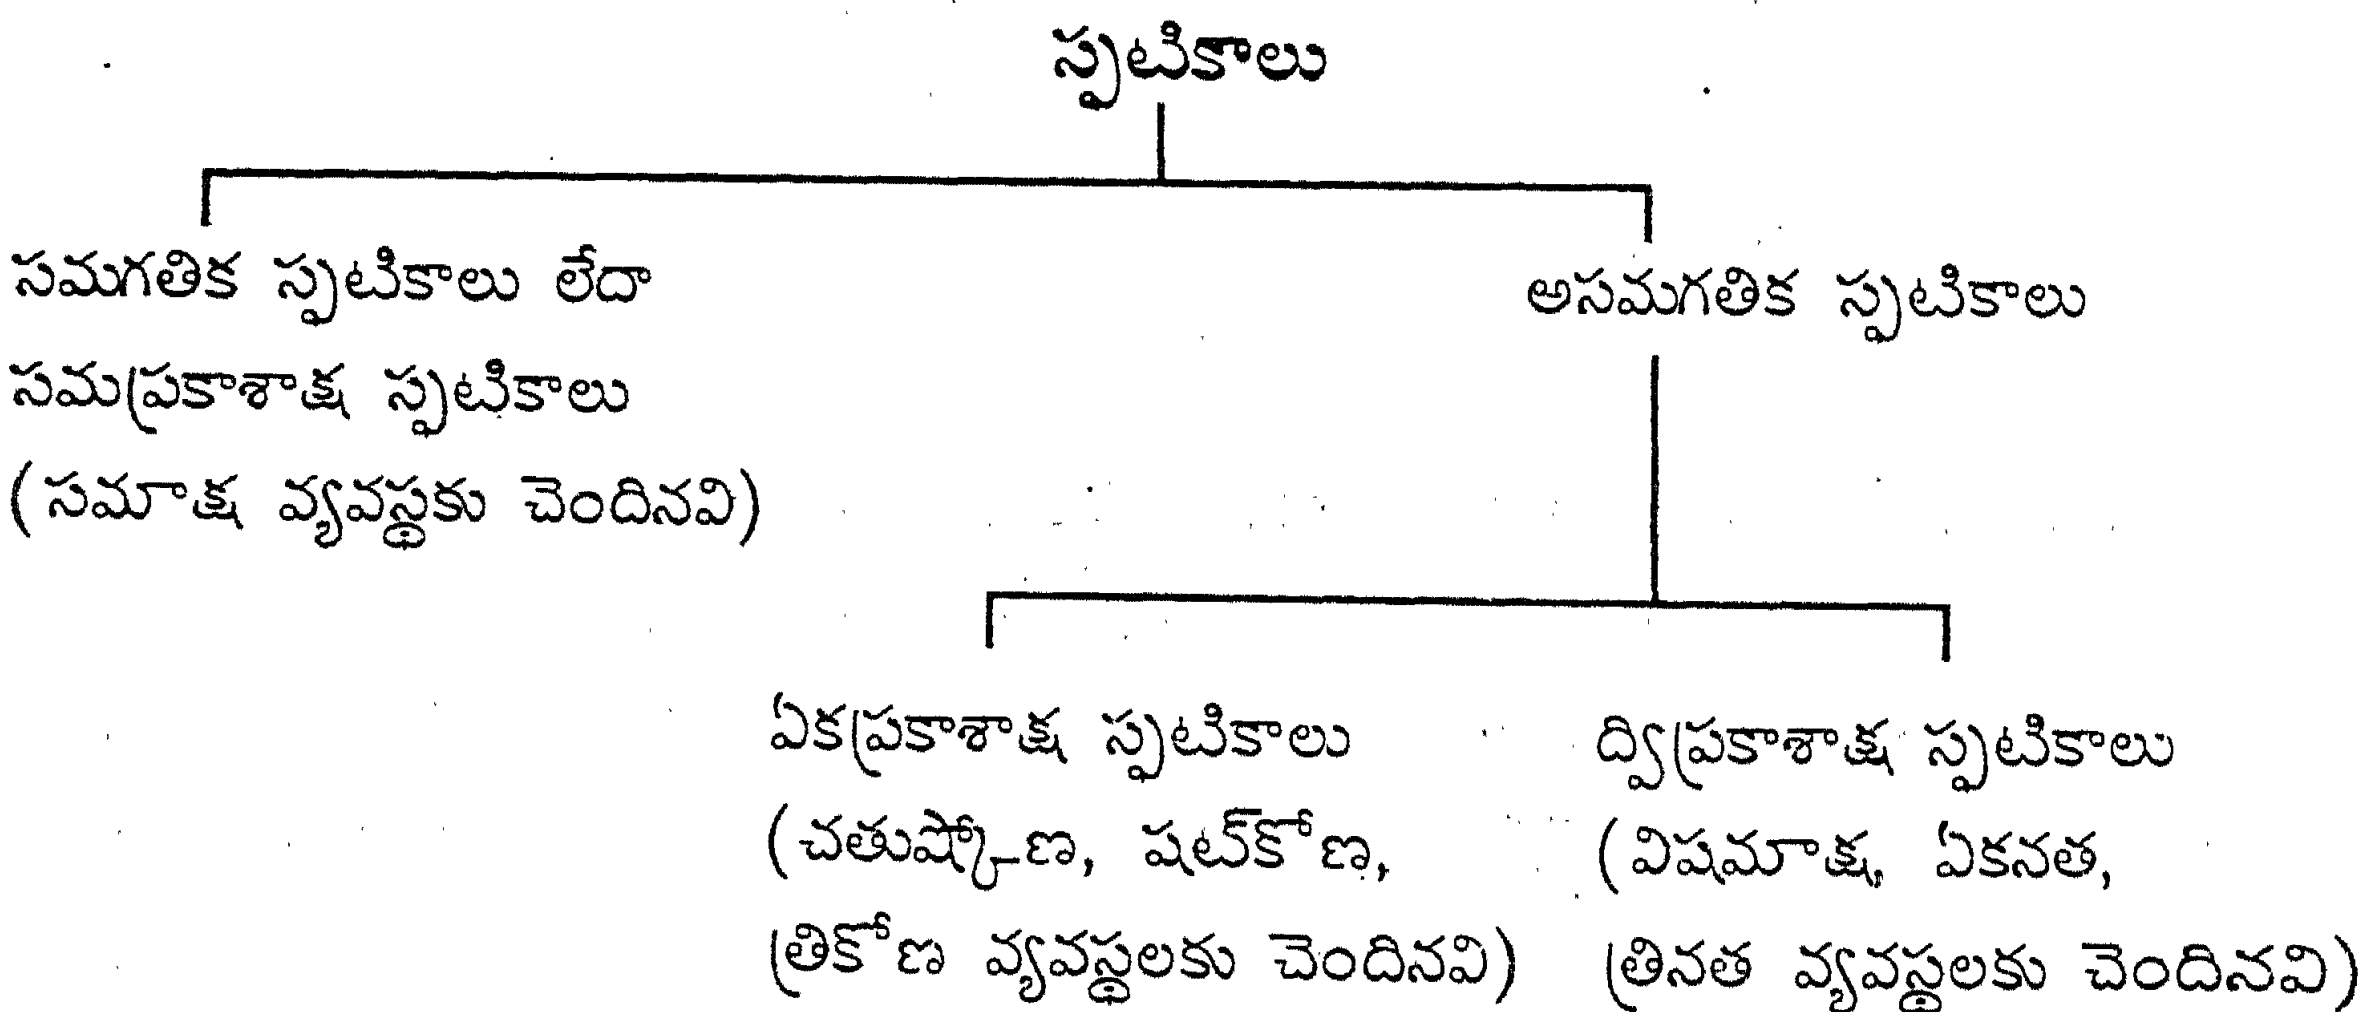 స్ఫటికాలు
సమగతిక స్ఫటికాలు లేదా
సమప్రకాశాక్ష స్ఫటికాలు
(సమాక్ష వ్యవస్థకు చెందినవి)
అసమగతిక స్ఫటికాలు
ఏకప్రకాశాక్ష స్ఫటికాలు
(చతుష్కోణ, షట్‌కోణ,
త్రికోణ వ్యవస్థలకు చెందినవి)
ద్విప్రకాశాక్ష స్ఫటికాలు
(విషమాక్ష, ఏకనత,
త్రినత వ్యవస్థలకు చెందినవి)